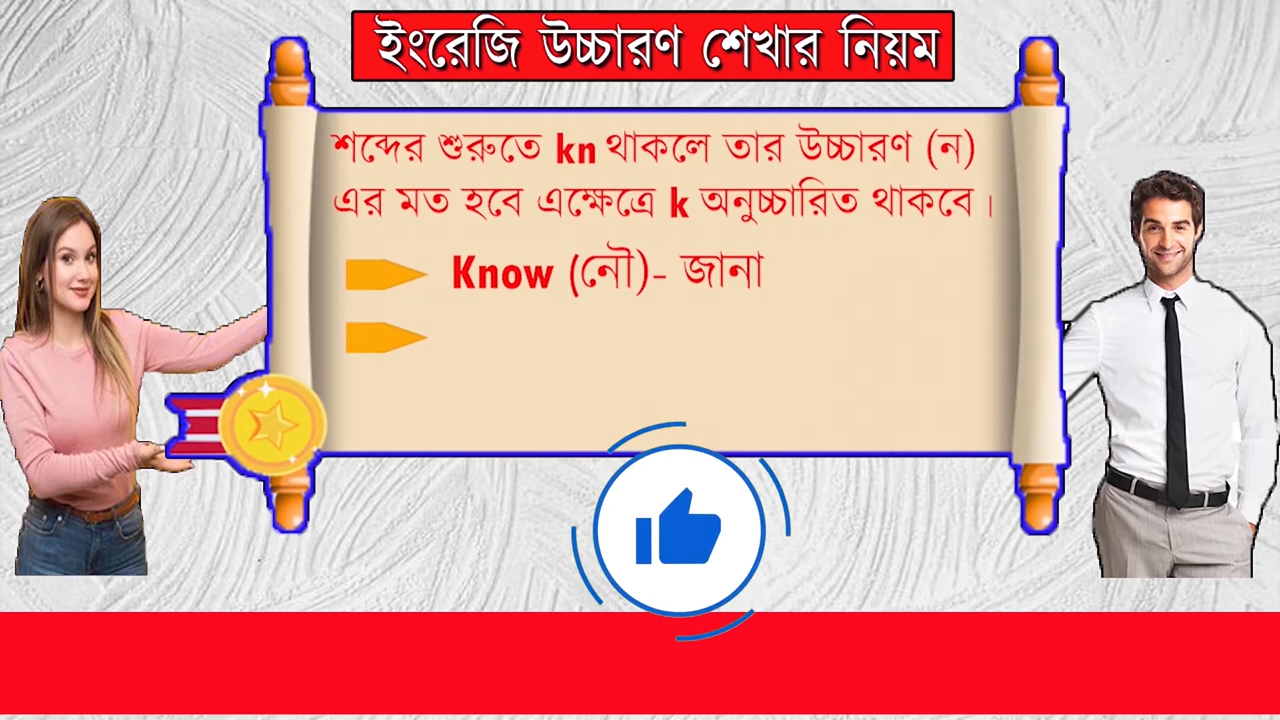 ইংরেজি উচ্চারণ শেখার নিয়ম
শব্দের শুরুতে kn থাকলে তার উচ্চারণ (ন)
এর মত হবে এক্ষেত্রে k অনুচ্চারিত থাকবে।
Know (নৌ)- জানা